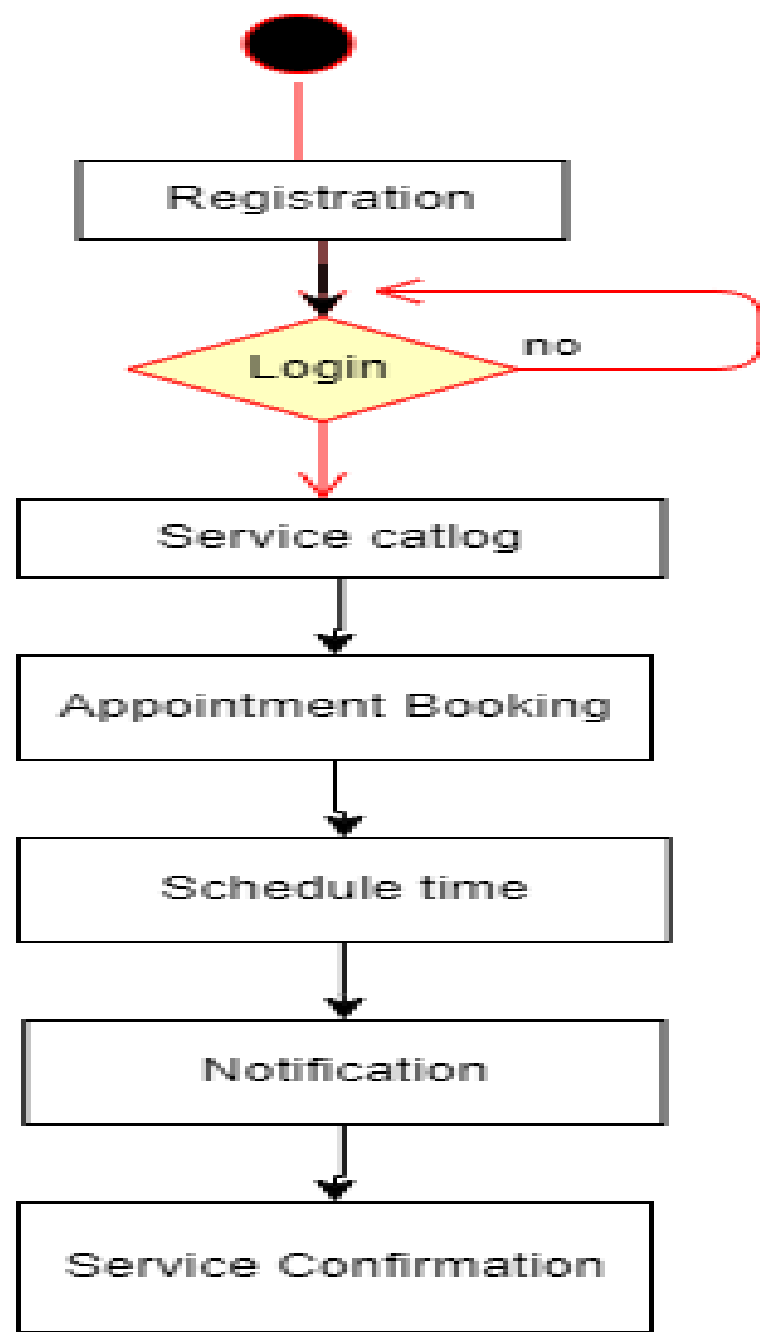 Registration
Login
no
Service catlog
Appointment Booking
Schedule time
Notification
Service Confirmation